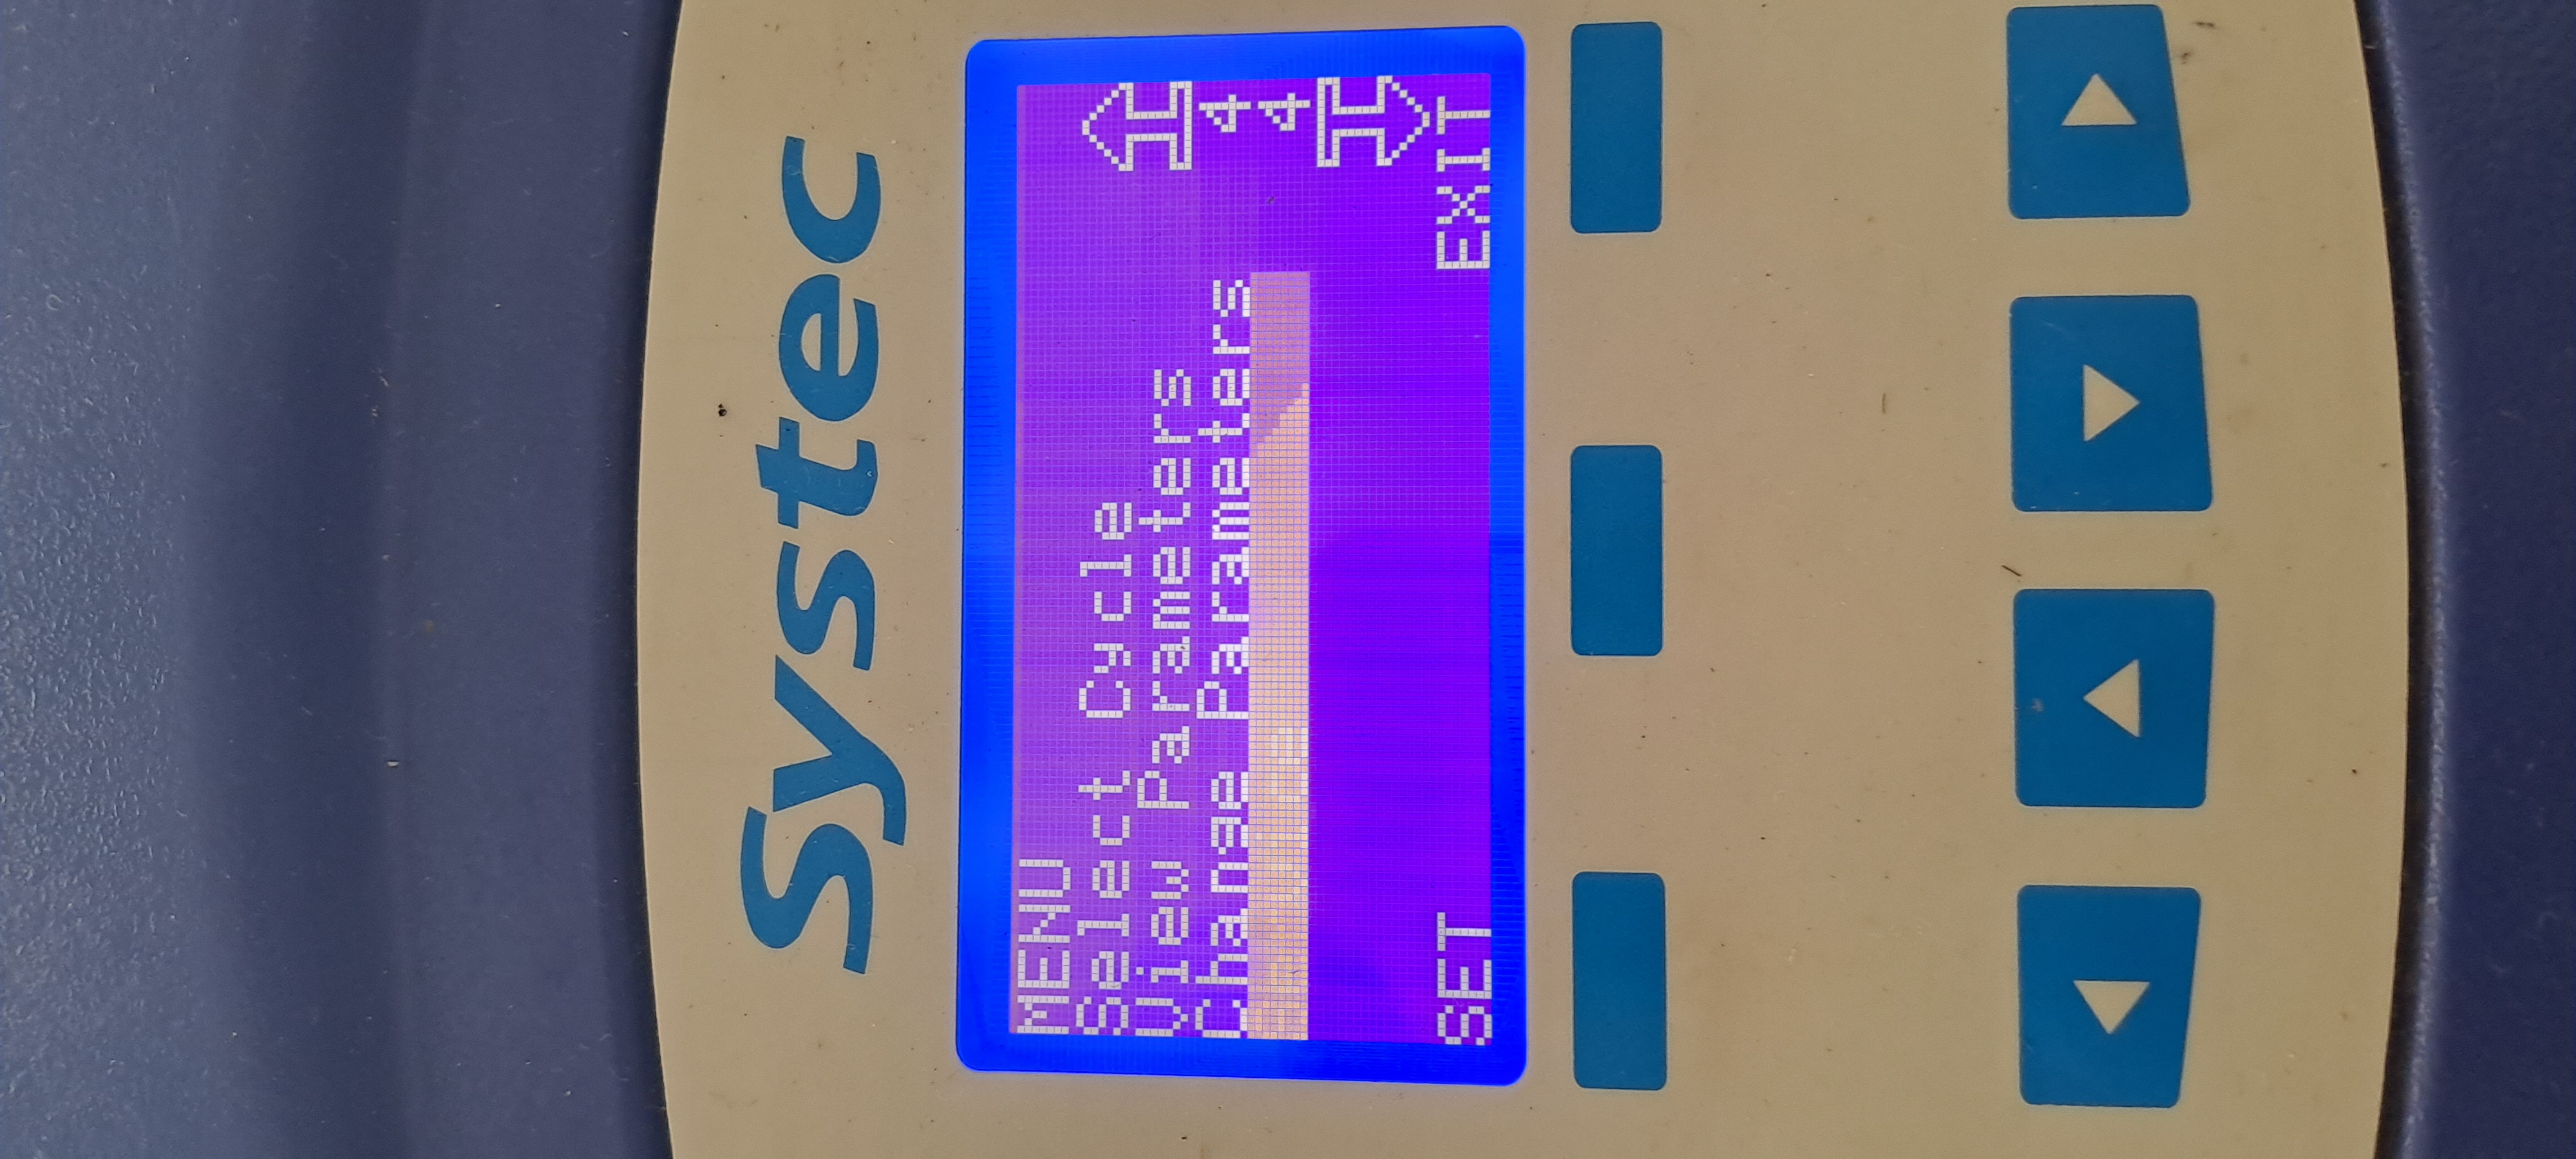 Systec
MENU
Select Cycle
View Parameters
Change Parameters
4
4
SET
EXIT